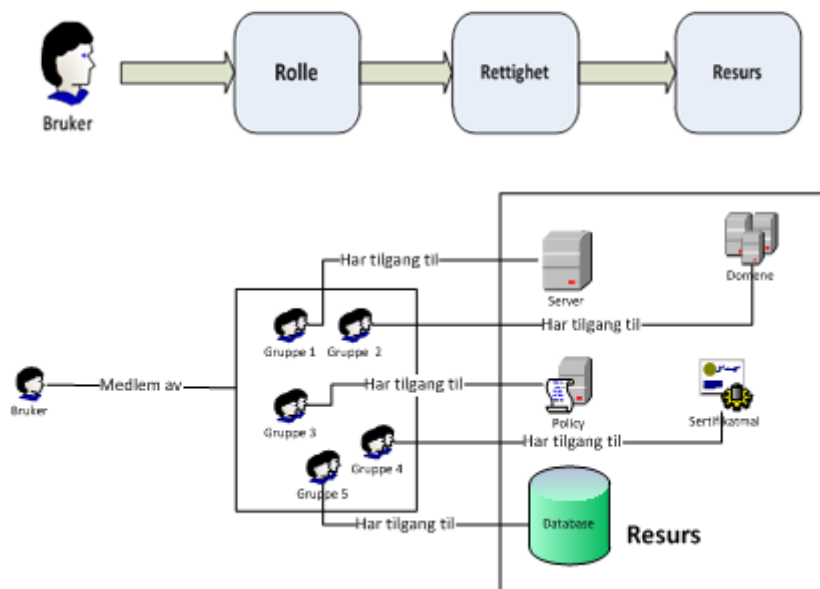 Bruker
Rolle
Rettighet
Resurs
Har tilgang til
Server
Domene
Gruppe 1
Gruppe 2
Har tilgang til
Bruker
Medlem av
Har tilgang til
Gruppe 3
Policy
Sertifikatmal
Gruppe 4
Har tilgang til
Gruppe 5
Har tilgang til
Database
Resurs